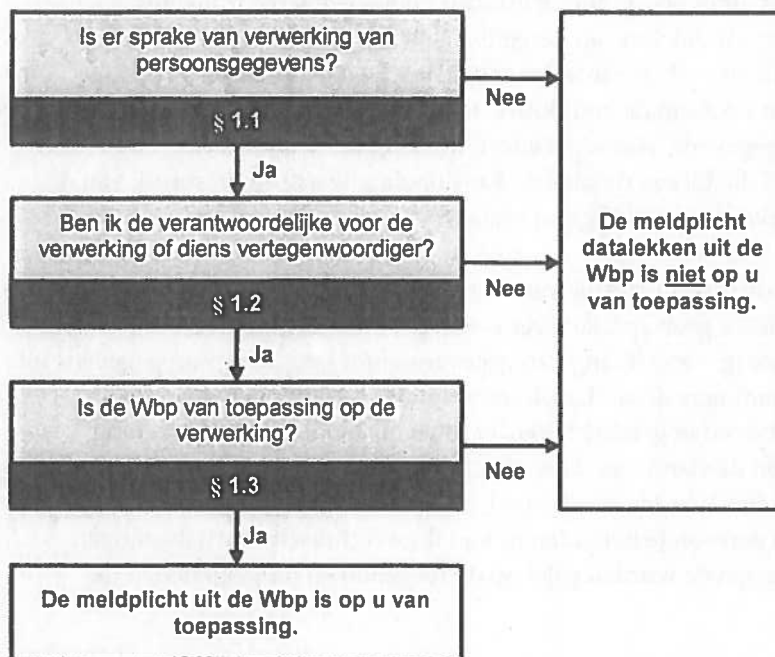 Is er sprake van verwerking van
persoonsgegevens?
§ 1.1
Nee
Ja
Ben ik de verantwoordelijke voor de
verwerking of diens vertegenwoordiger?
§ 1.2
Nee
Ja
Is de Wbp van toepassing op de
verwerking?
§ 1.3
Nee
Ja
De meldplicht uit de Wbp is op u van
toepassing.
De meldplicht
datalekken uit de
Wbp is niet op u
van toepassing.